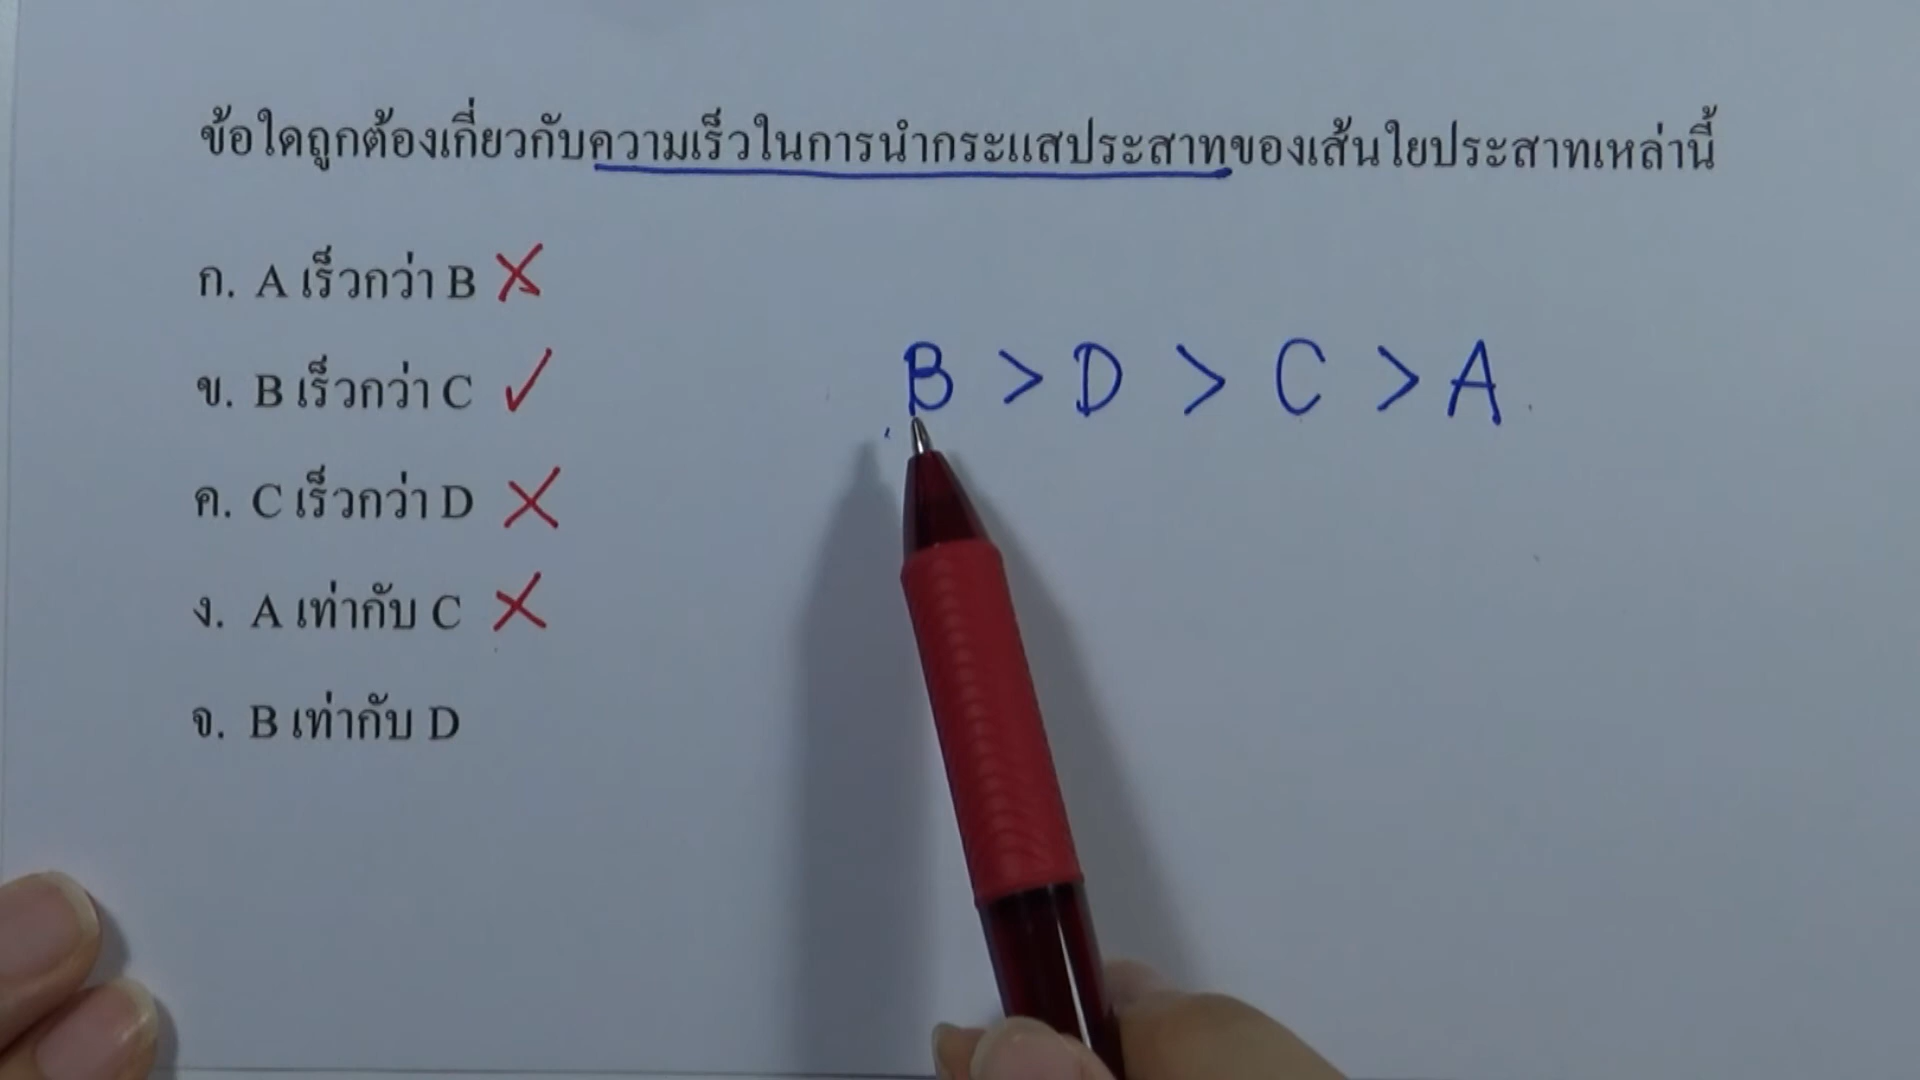 ข้อใดถูกต้องเกี่ยวกับความเร็วในการนำกระแสประสาทของเส้นใยประสาทเหล่านี้
ก. A เร็วกว่า B ✗
ข. B เร็วกว่า C ✓
ค. C เร็วกว่า D ✗
ง. A เท่ากับ C ✗
จ. B เท่ากับ D
B > D > C > A